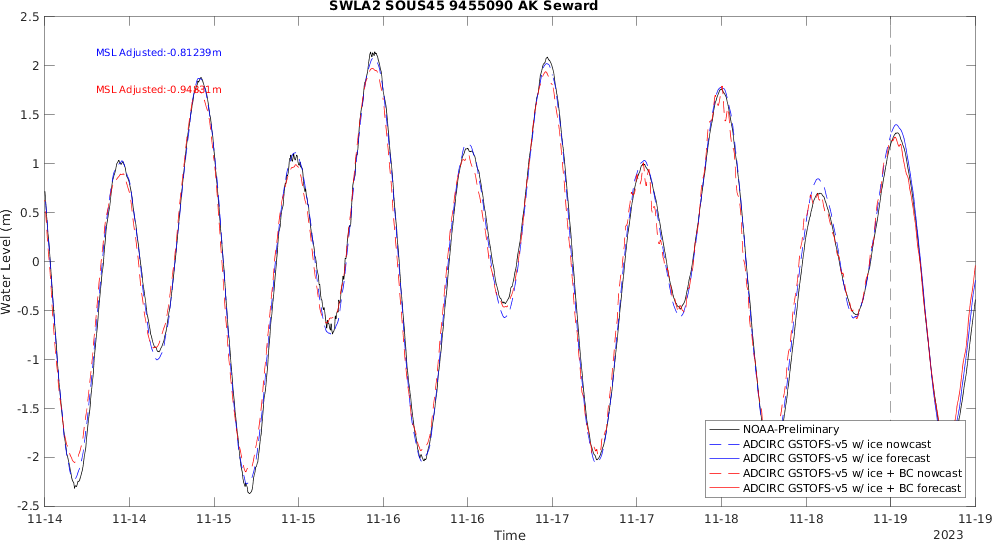 SWLA2 SOUS45 9455090 AK Seward
MSL Adjusted:-0.81239m
MSL Adjusted:-0.94831m
Water Level (m)
2.5
2
1.5
1
0.5
0
-0.5
-1
-1.5
-2
-2.5
NOAA-Preliminary
ADCIRC GSTOFS-v5 w/ ice nowcast
ADCIRC GSTOFS-v5 w/ ice forecast
ADCIRC GSTOFS-v5 w/ ice + BC nowcast
ADCIRC GSTOFS-v5 w/ ice + BC forecast
11-14 11-14 11-15 11-15 11-16 11-16 11-17 11-17 11-18 11-18 11-19 11-19
Time
2023